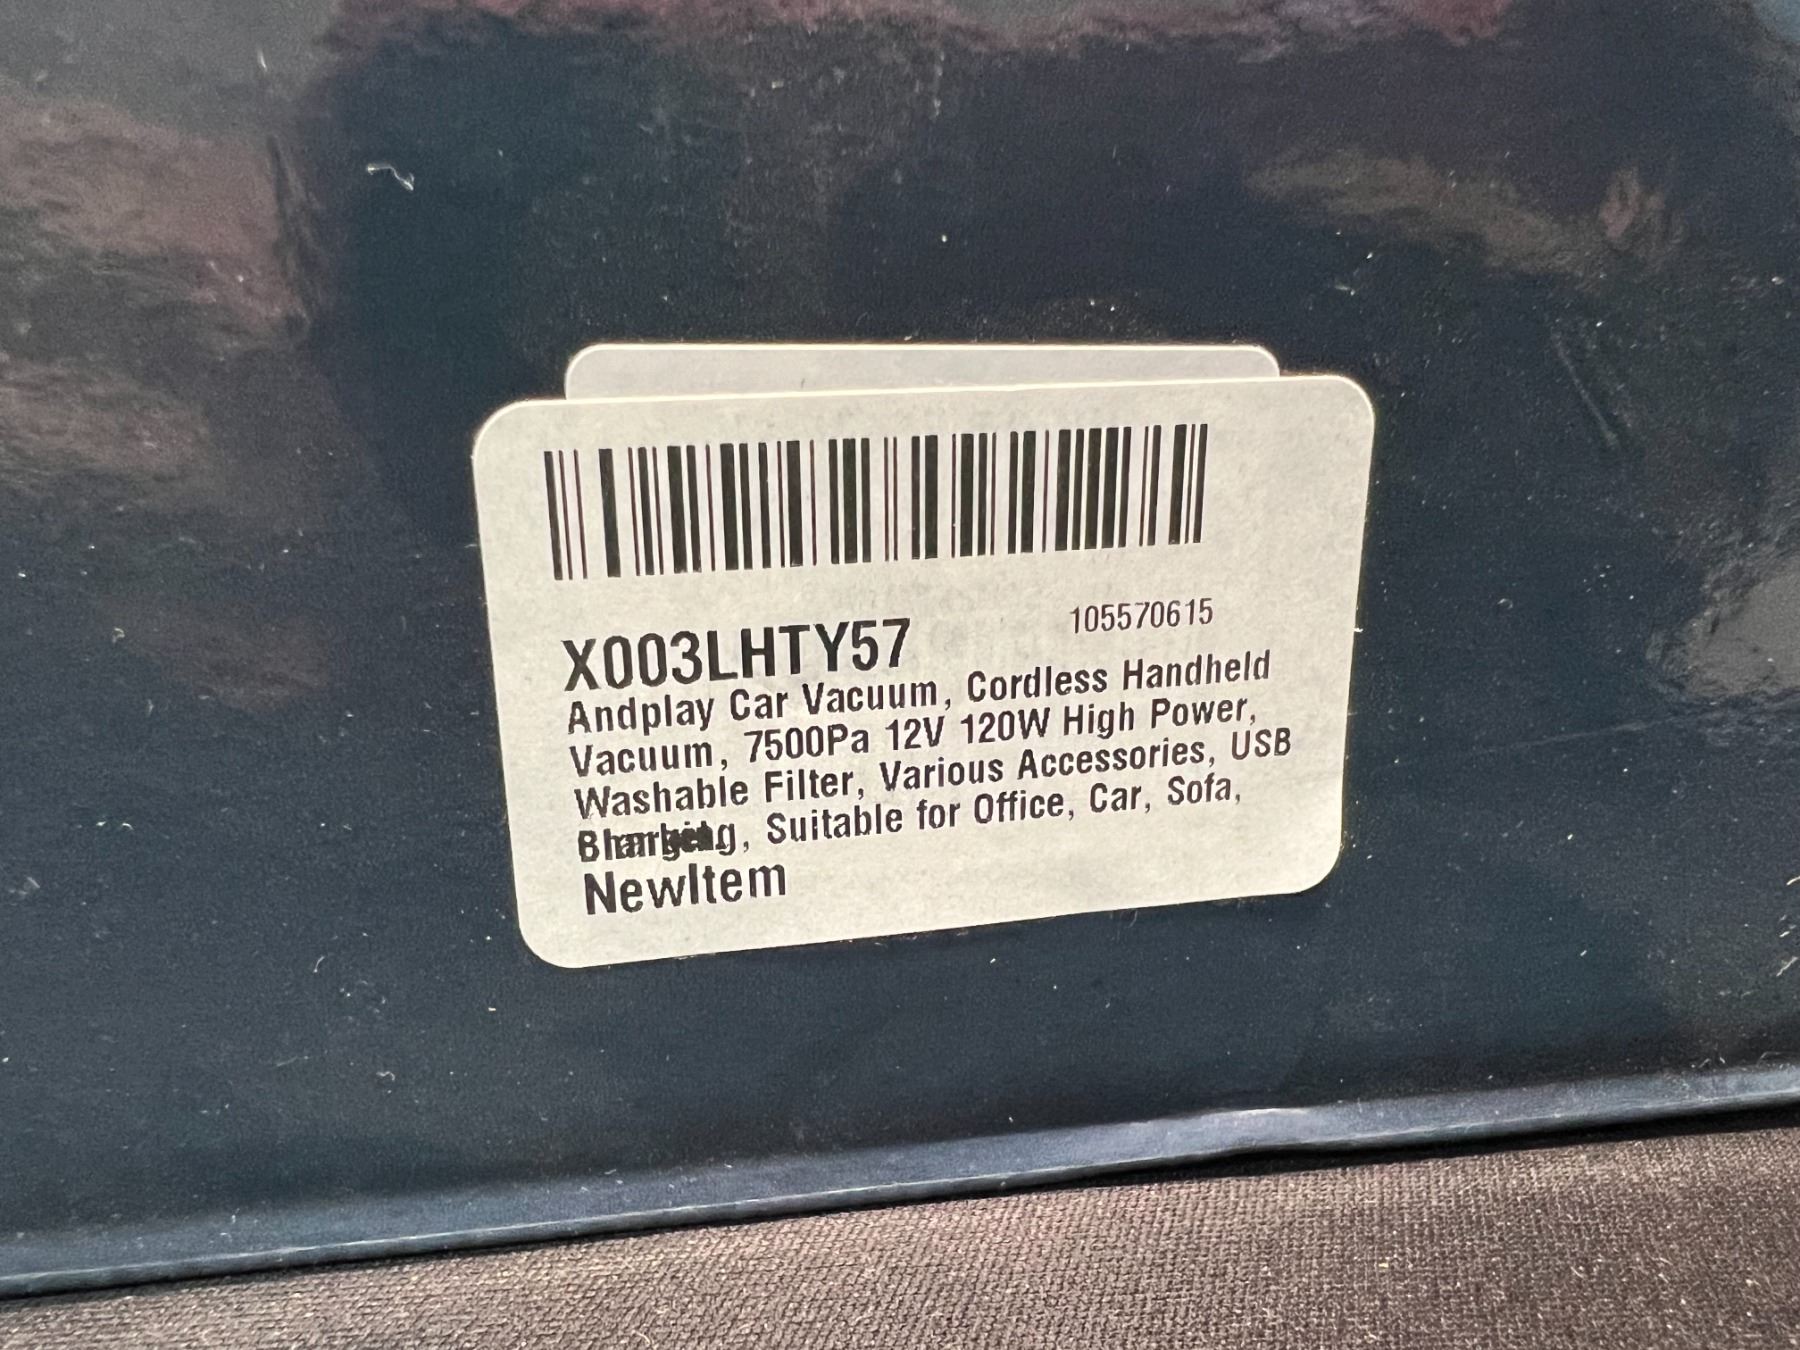 X003LHTY57
105570615
Andplay Car Vacuum, Cordless Handheld
Vacuum, 7500Pa 12V 120W High Power,
Washable Filter, Various Accessories, USB
Suitable for Office, Car, Sofa,
NewItem